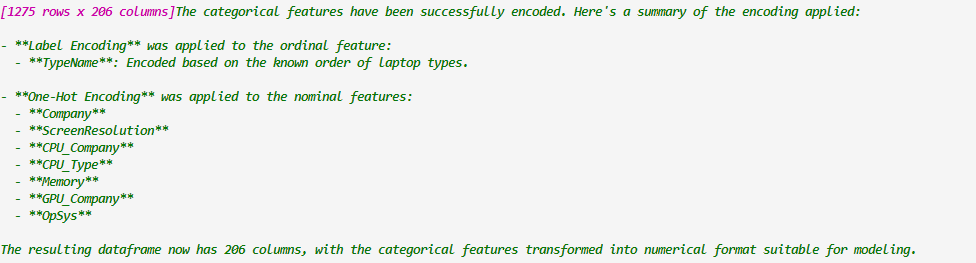 [1275 rows x 206 columns]The categorical features have been successfully encoded. Here's a summary of the encoding applied:
- **Label Encoding** was applied to the ordinal feature:
- **TypeName**: Encoded based on the known order of laptop types.
- **One-Hot Encoding** was applied to the nominal features:
- **Company**
- **ScreenResolution**
- **CPU_Company**
- **CPU_Type**
- **Memory**
- **GPU_Company**
- **OpSys**
The resulting dataframe now has 206 columns, with the categorical features transformed into numerical format suitable for modeling.